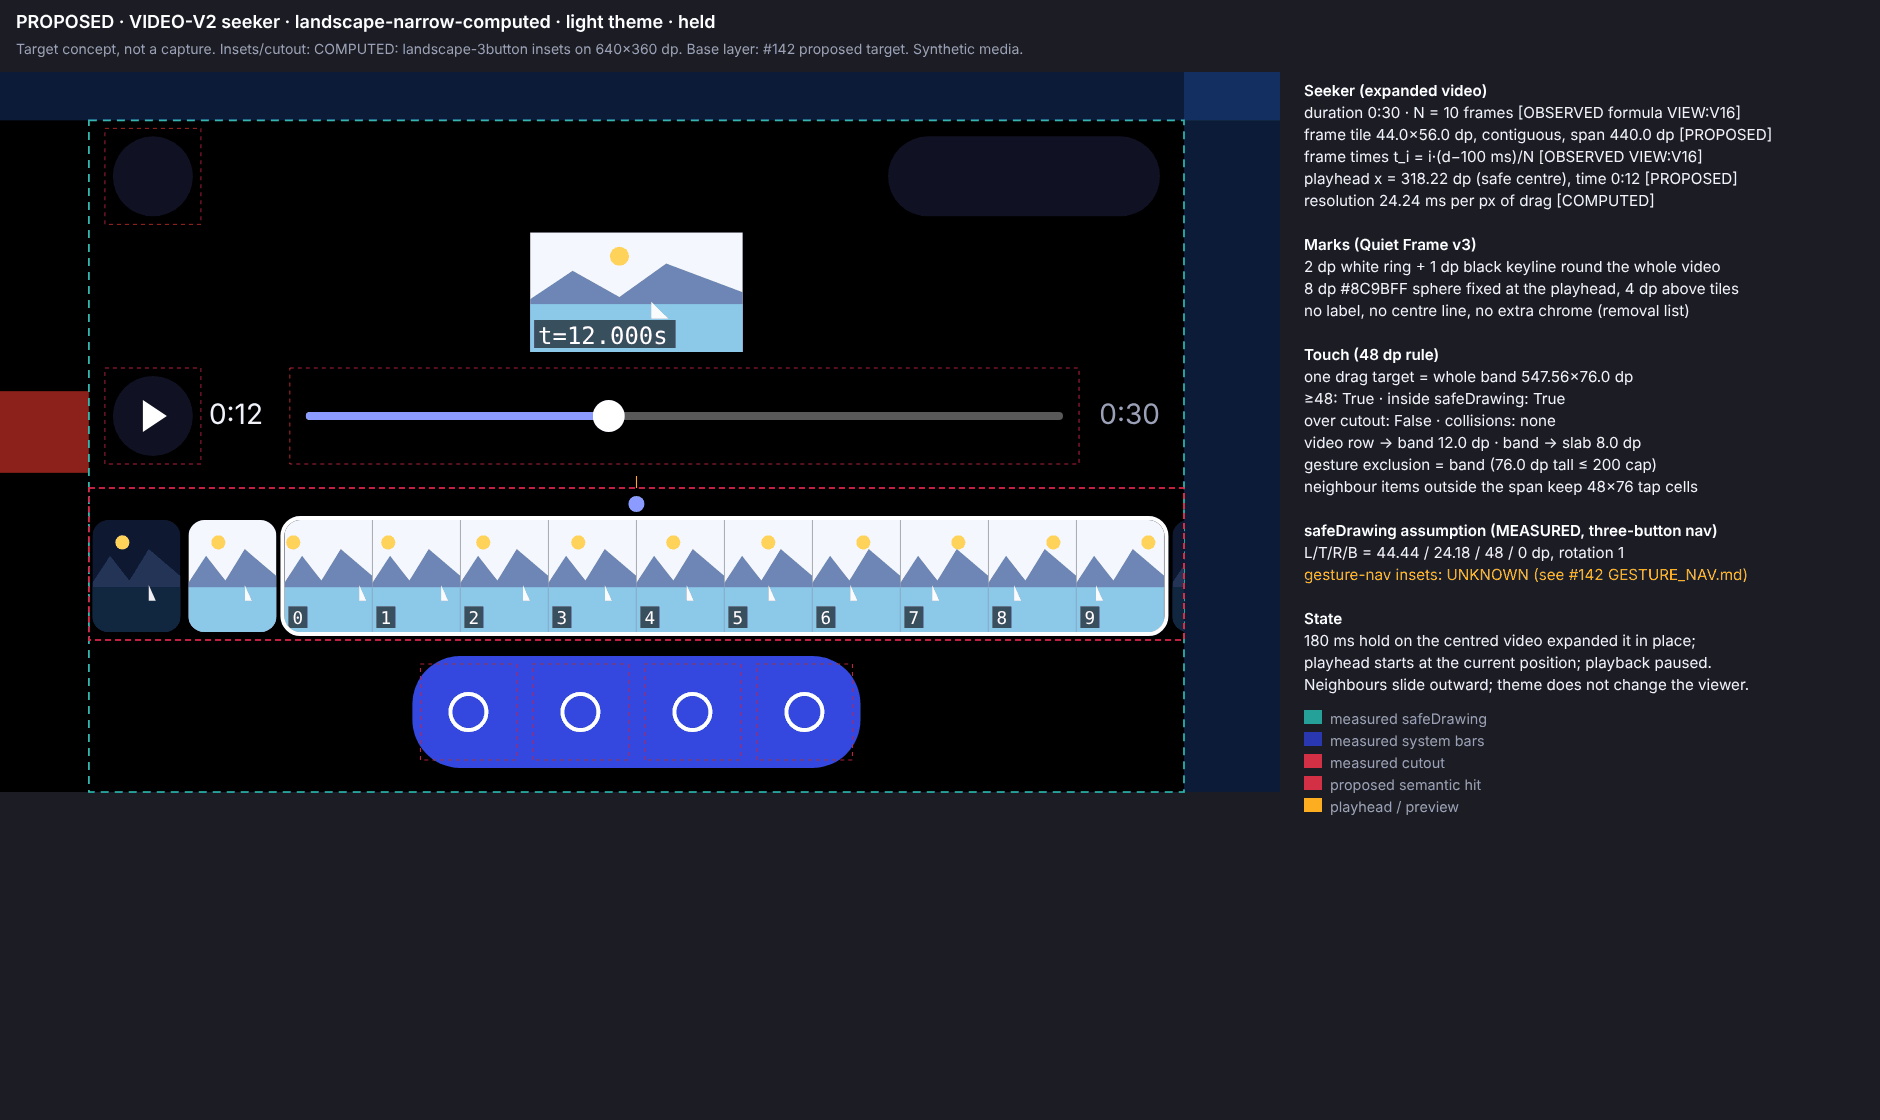 PROPOSED · VIDEO-V2 seeker · landscape-narrow-computed · light theme · held
Target concept, not a capture. Insets/cutout: COMPUTED: landscape-3button insets on 640×360 dp. Base layer: #142 proposed target. Synthetic media.
t=12.000s
0:12
0:30
0
1
2
3
4
5
6
7
8
9
Seeker (expanded video)
duration 0:30 · N = 10 frames [OBSERVED formula VIEW:V16]
frame tile 44.0×56.0 dp, contiguous, span 440.0 dp [PROPOSED]
frame times t_i = i·(d−100 ms)/N [OBSERVED VIEW:V16]
playhead x = 318.22 dp (safe centre), time 0:12 [PROPOSED]
resolution 24.24 ms per px of drag [COMPUTED]
Marks (Quiet Frame v3)
2 dp white ring + 1 dp black keyline round the whole video
8 dp #8C9BFF sphere fixed at the playhead, 4 dp above tiles
no label, no centre line, no extra chrome (removal list)
Touch (48 dp rule)
one drag target = whole band 547.56×76.0 dp
≥48: True · inside safeDrawing: True
over cutout: False · collisions: none
video row → band 12.0 dp · band → slab 8.0 dp
gesture exclusion = band (76.0 dp tall ≤ 200 cap)
neighbour items outside the span keep 48×76 tap cells
safeDrawing assumption (MEASURED, three-button nav)
L/T/R/B = 44.44 / 24.18 / 48 / 0 dp, rotation 1
gesture-nav insets: UNKNOWN (see #142 GESTURE_NAV.md)
State
180 ms hold on the centred video expanded it in place;
playhead starts at the current position; playback paused.
Neighbours slide outward; theme does not change the viewer.
measured safeDrawing
measured system bars
measured cutout
proposed semantic hit
playhead / preview